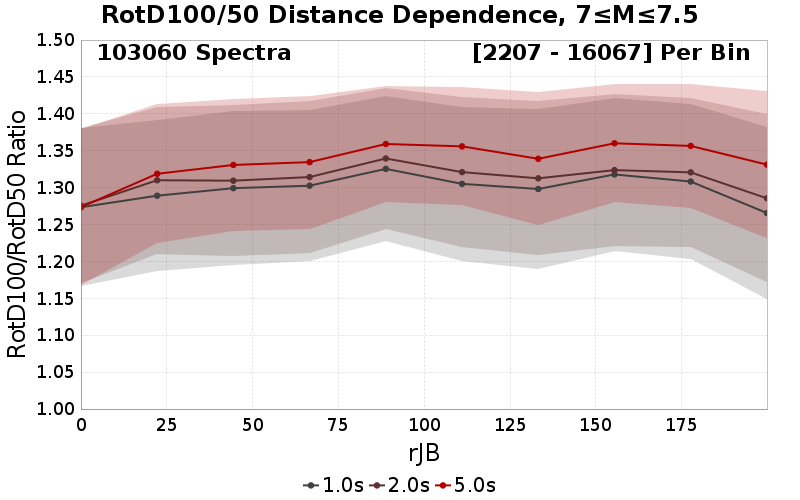 RotD100/50 Distance Dependence, 7≤M≤7.5
103060 Spectra
[2207 - 16067] Per Bin
RotD100/RotD50 Ratio
1.50
1.45
1.40
1.35
1.30
1.25
1.20
1.15
1.10
1.05
1.00
0 25 50 75 100 125 150 175
rJB
1.0s 2.0s 5.0s